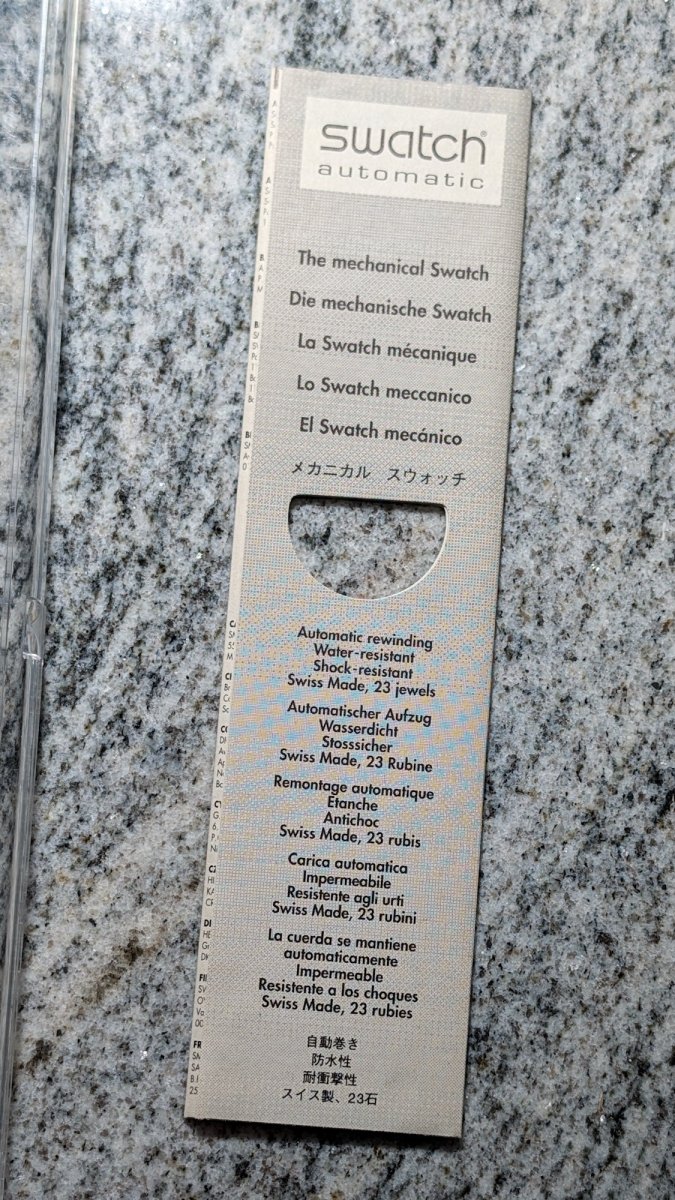 swatch®
automatic
The mechanical Swatch
Die mechanische Swatch
La Swatch mécanique
Lo Swatch meccanico
El Swatch mecánico
メカニカル スウォッチ
Automatic rewinding
Water-resistant
Shock-resistant
Swiss Made, 23 jewels
Automatischer Aufzug
Wasserdicht
Stosssicher
Swiss Made, 23 Rubine
Remontage automatique
Etanche
Antichoc
Swiss Made, 23 rubis
Carica automatica
Impermeabile
Resistente agli urti
Swiss Made, 23 rubini
La cuerda se mantiene
automaticamente
Impermeable
Resistente a los choques
Swiss Made, 23 rubies
自動巻き
防水性
耐衝撃性
スイス製、23石